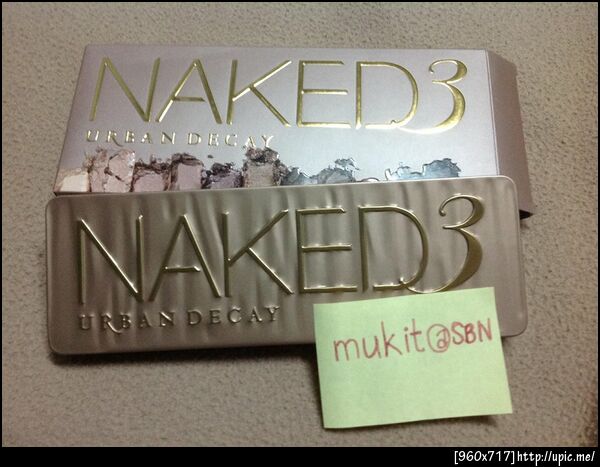 NAKED3
URBAN DECAY
NAKED3
URBAN DECAY
mukit@SBN
[960x717]http://upic.me/